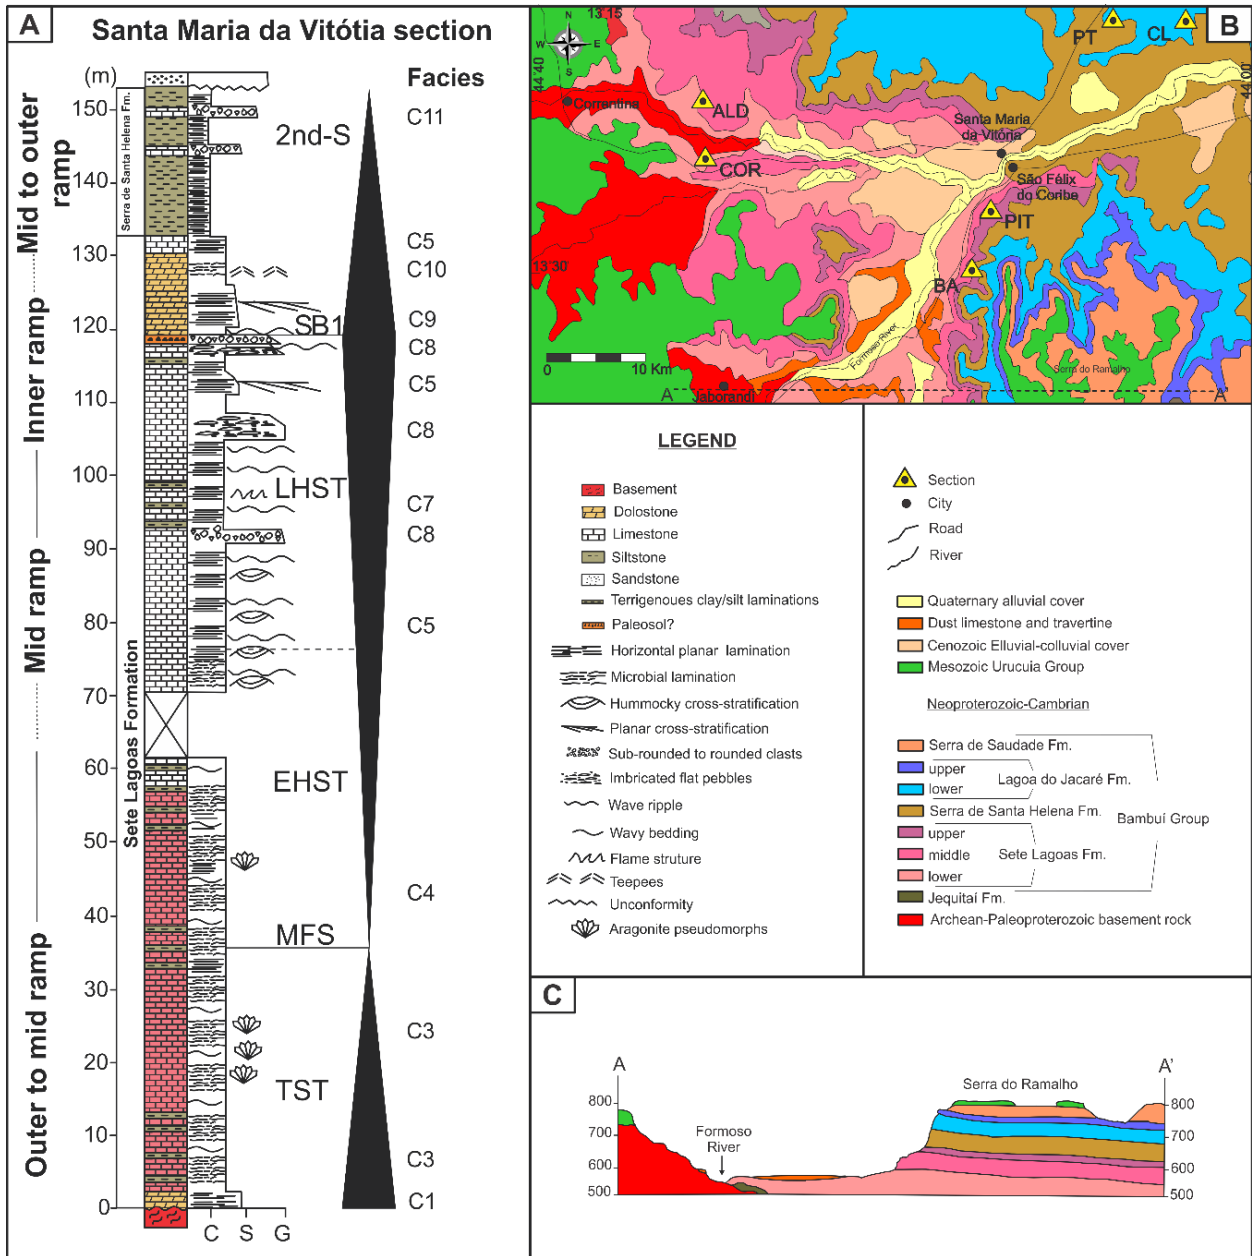 A
Santa Maria da Vitótia section
(m)
Facies
150
140
130
120
110
100
90
80
70
60
50
40
30
20
10
0
C S G
Mid to outer
ramp
Inner ramp
Mid ramp
Outer to mid ramp
Serra de Santa Helena Fm.
Sete Lagoas Formation
2nd-S
SB1
LHST
EHST
MFS
TST
C11
C5
C10
C9
C8
C5
C8
C7
C8
C5
C4
C3
C3
C1
B
13°15
44°40
44°00'
13°30
N
W E
S
PT
CL
Correntina
ALD
COR
Santa Maria
da Vitória
São Félix
do Coribe
PIT
BA
Formoso River
Serra do Ramalho
0 10 Km
Jaborandi
A
A'
LEGEND
Basement
Dolostone
Limestone
Siltstone
Sandstone
Terrigenoues clay/silt laminations
Paleosol?
Horizontal planar lamination
Microbial lamination
Hummocky cross-stratification
Planar cross-stratification
Sub-rounded to rounded clasts
Imbricated flat pebbles
Wave ripple
Wavy bedding
Flame struture
Teepees
Unconformity
Aragonite pseudomorphs
Section
City
Road
River
Quaternary alluvial cover
Dust limestone and travertine
Cenozoic Elluvial-colluvial cover
Mesozoic Urucuia Group
Neoproterozoic-Cambrian
Serra de Saudade Fm.
upper
Lagoa do Jacaré Fm.
lower
Serra de Santa Helena Fm.
Bambuí Group
upper
middle
Sete Lagoas Fm.
lower
Jequitaí Fm.
Archean-Paleoproterozoic basement rock
C
A
A'
Serra do Ramalho
Formoso
River
800
700
600
500
800
700
600
500